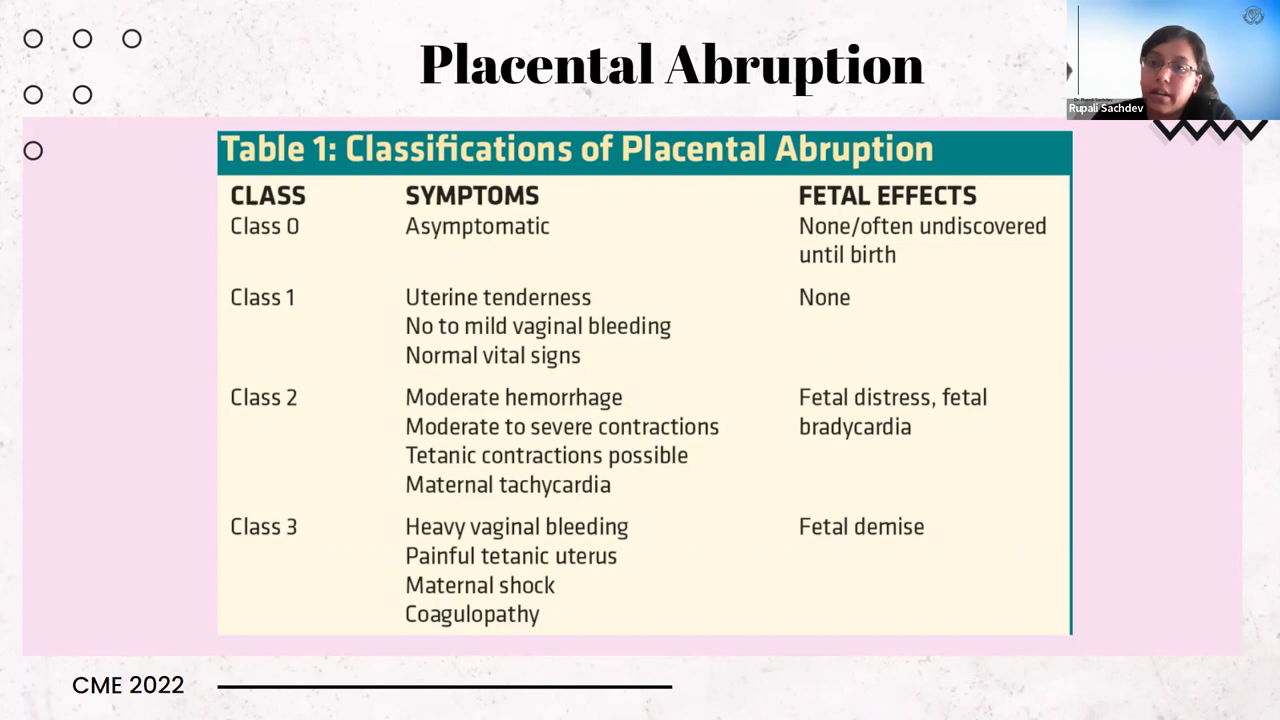 Placental Abruption
Rupali Sachdev
Table 1: Classifications of Placental Abruption
CLASS SYMPTOMS FETAL EFFECTS
Class 0 Asymptomatic None/often undiscovered
until birth
Class 1 Uterine tenderness None
No to mild vaginal bleeding
Normal vital signs
Class 2 Moderate hemorrhage Fetal distress, fetal
Moderate to severe contractions bradycardia
Tetanic contractions possible
Maternal tachycardia
Class 3 Heavy vaginal bleeding Fetal demise
Painful tetanic uterus
Maternal shock
Coagulopathy
CME 2022